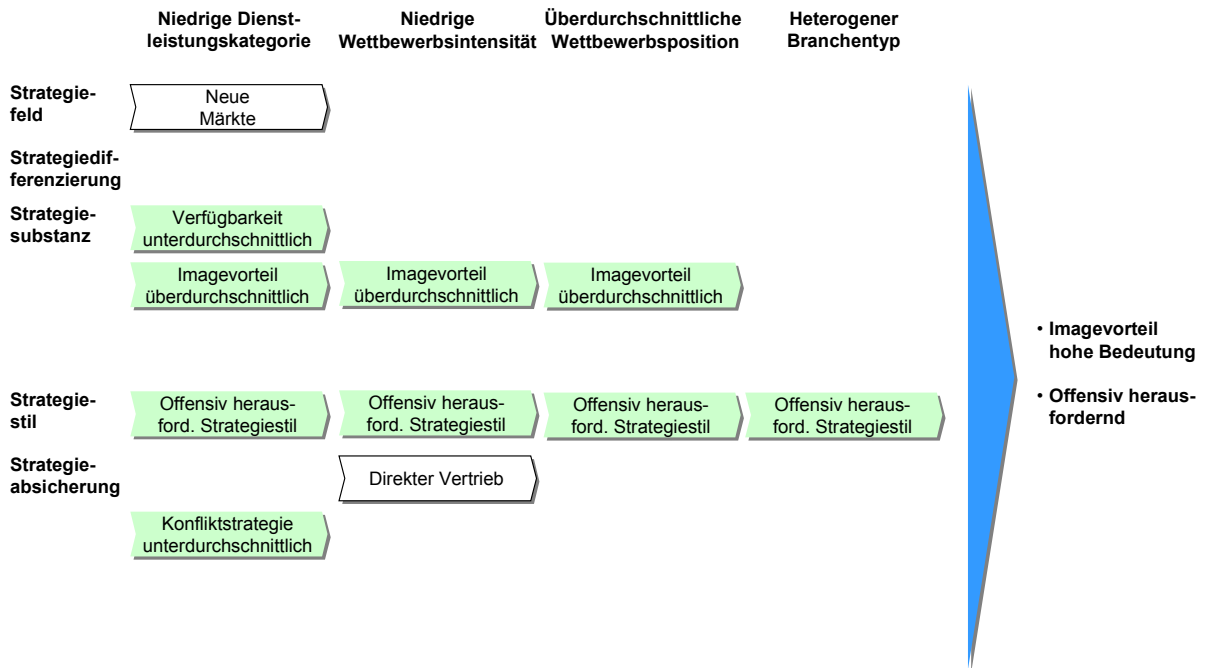 Niedrige Dienst-
leistungskategorie
Niedrige
Wettbewerbsintensität
Überdurchschnittliche
Wettbewerbsposition
Heterogener
Branchentyp
Strategie-
feld
Neue
Märkte
Strategiedif-
ferenzierung
Strategie-
substanz
Verfügbarkeit
unterdurchschnittlich
Imagevorteil
überdurchschnittlich
Imagevorteil
überdurchschnittlich
Imagevorteil
überdurchschnittlich
Strategie-
stil
Offensiv heraus-
ford. Strategiestil
Offensiv heraus-
ford. Strategiestil
Offensiv heraus-
ford. Strategiestil
Offensiv heraus-
ford. Strategiestil
Strategie-
absicherung
Direkter Vertrieb
Konfliktstrategie
unterdurchschnittlich
• Imagevorteil
hohe Bedeutung
• Offensiv heraus-
fordernd